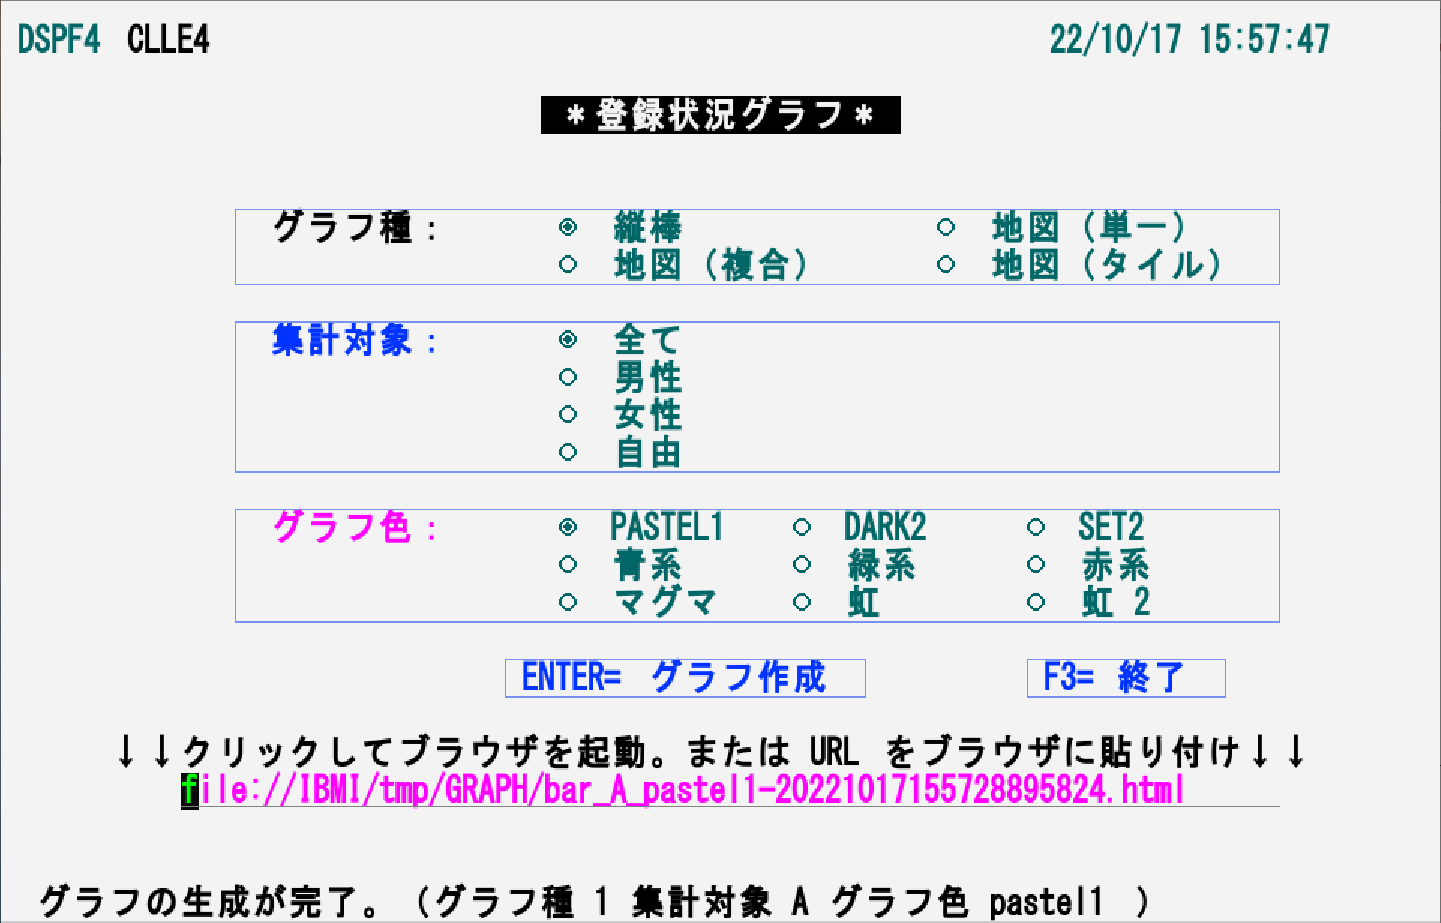 DSPF4 CLLE4 22/10/17 15:57:47
*登録状況グラフ*
グラフ種： 縦棒 地図（単一）
地図（複合） 地図（タイル）
集計対象： 全て
男性
女性
自由
グラフ色： PASTEL1 DARK2 SET2
青系 緑系 赤系
マグマ 虹 虹 2
ENTER= グラフ作成 F3= 終了
↓↓クリックしてブラウザを起動。または URL をブラウザに貼り付け↓↓
file://IBMI/tmp/GRAPH/bar_A_pastel1-20221017155728895824.html
グラフの生成が完了。（グラフ種 1 集計対象 A グラフ色 pastel1 ）